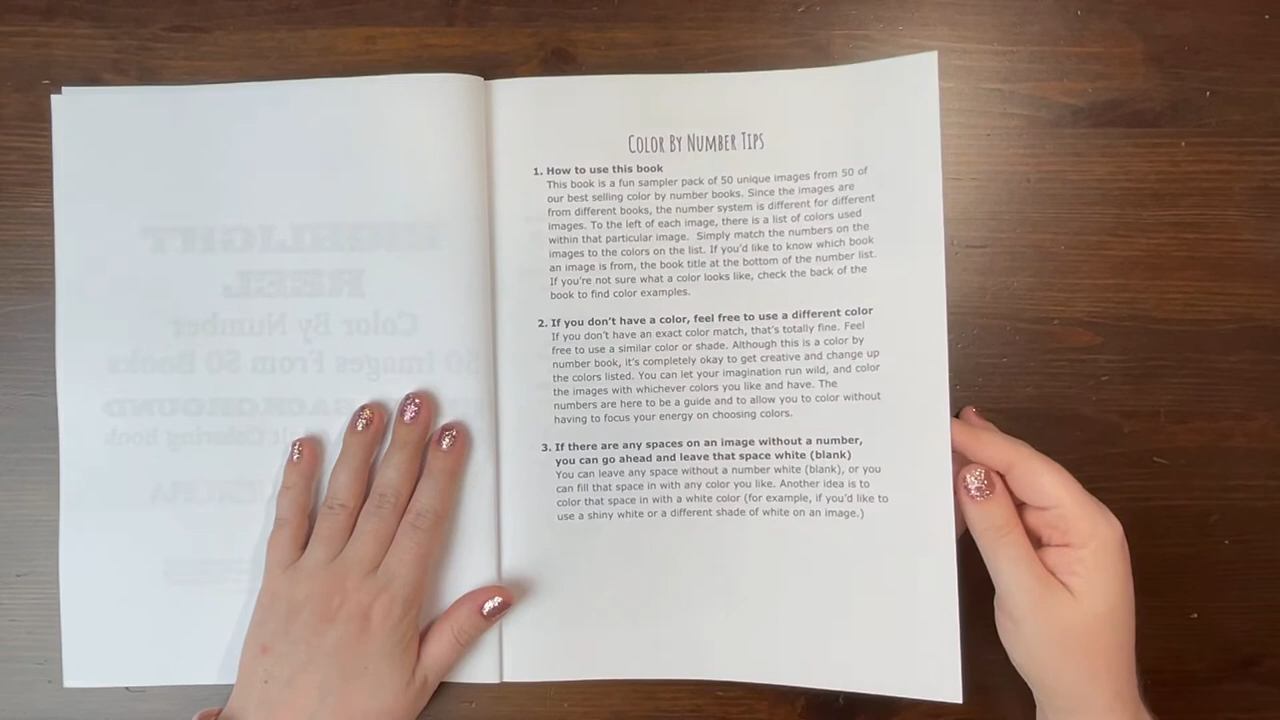 REEL
Color By Number
50 Images From 50 Books
BACKGROUND
Coloring Book
COLOR BY NUMBER TIPS
1. How to use this book
This book is a fun sampler pack of 50 unique images from 50 of
our best selling color by number books. Since the images are
from different books, the number system is different for different
images. To the left of each image, there is a list of colors used
within that particular image. Simply match the numbers on the
images to the colors on the list. If you'd like to know which book
an image is from, the book title at the bottom of the number list.
If you're not sure what a color looks like, check the back of the
book to find color examples.
2. If you don't have a color, feel free to use a different color
If you don't have an exact color match, that's totally fine. Feel
free to use a similar color or shade. Although this is a color by
number book, it's completely okay to get creative and change up
the colors listed. You can let your imagination run wild, and color
the images with whichever colors you like and have. The
numbers are here to be a guide and to allow you to color without
having to focus your energy on choosing colors.
3. If there are any spaces on an image without a number,
you can go ahead and leave that space white (blank)
You can leave any space without a number white (blank), or you
can fill that space in with any color you like. Another idea is to
color that space in with a white color (for example, if you'd like to
use a shiny white or a different shade of white on an image.)